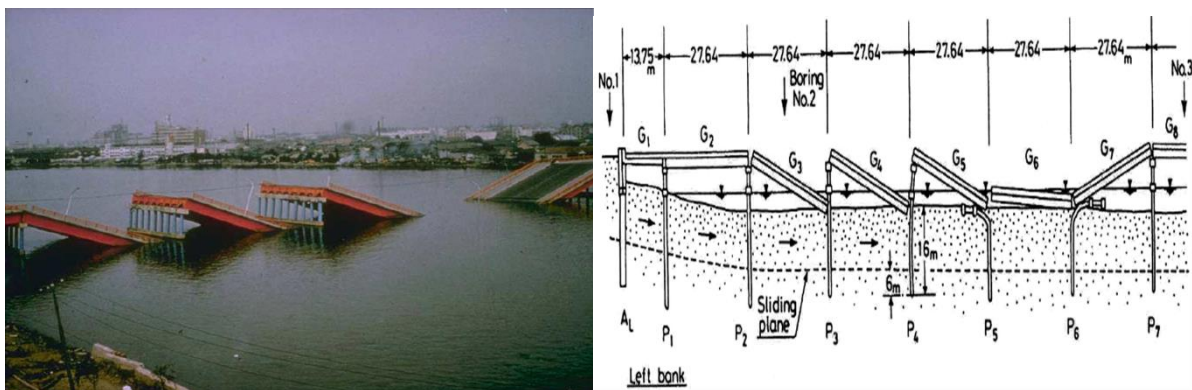 13.75 m
27.64
27.64
27.64
27.64
27.64
27.64 m
No.1
Boring No.2
No.3
G1
G2
G3
G4
G5
G6
G7
G8
16m
6m
Sliding plane
AL
P1
P2
P3
P4
P5
P6
P7
Left bank